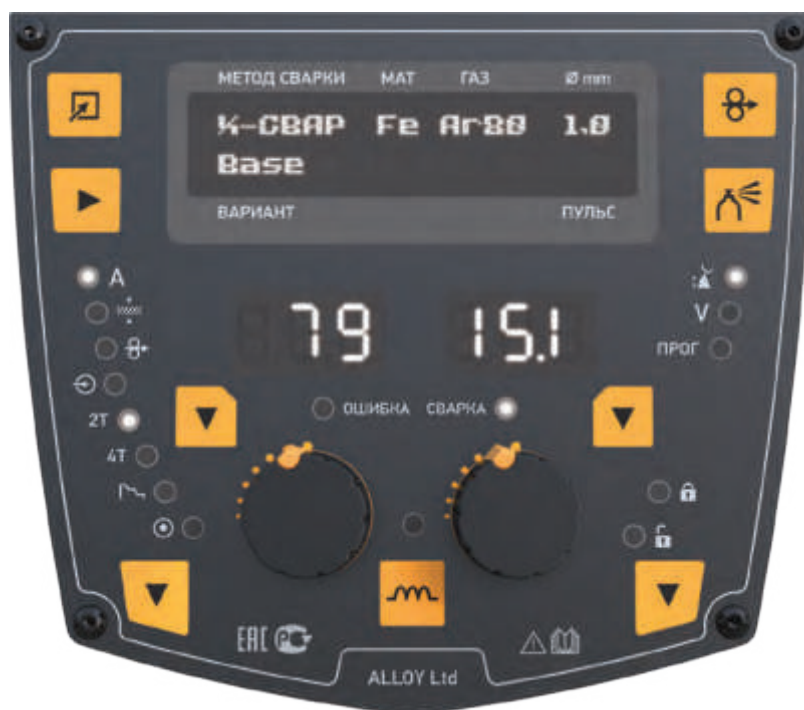 МЕТОД СВАРКИ МАТ ГАЗ Ø mm
К-СВАР Fe Ar80 1.0
Base
ВАРИАНТ ПУЛЬС
A
V
ПРОГ
79 15.1
2T
ОШИБКА СВАРКА
4T
EAC
ALLOY Ltd